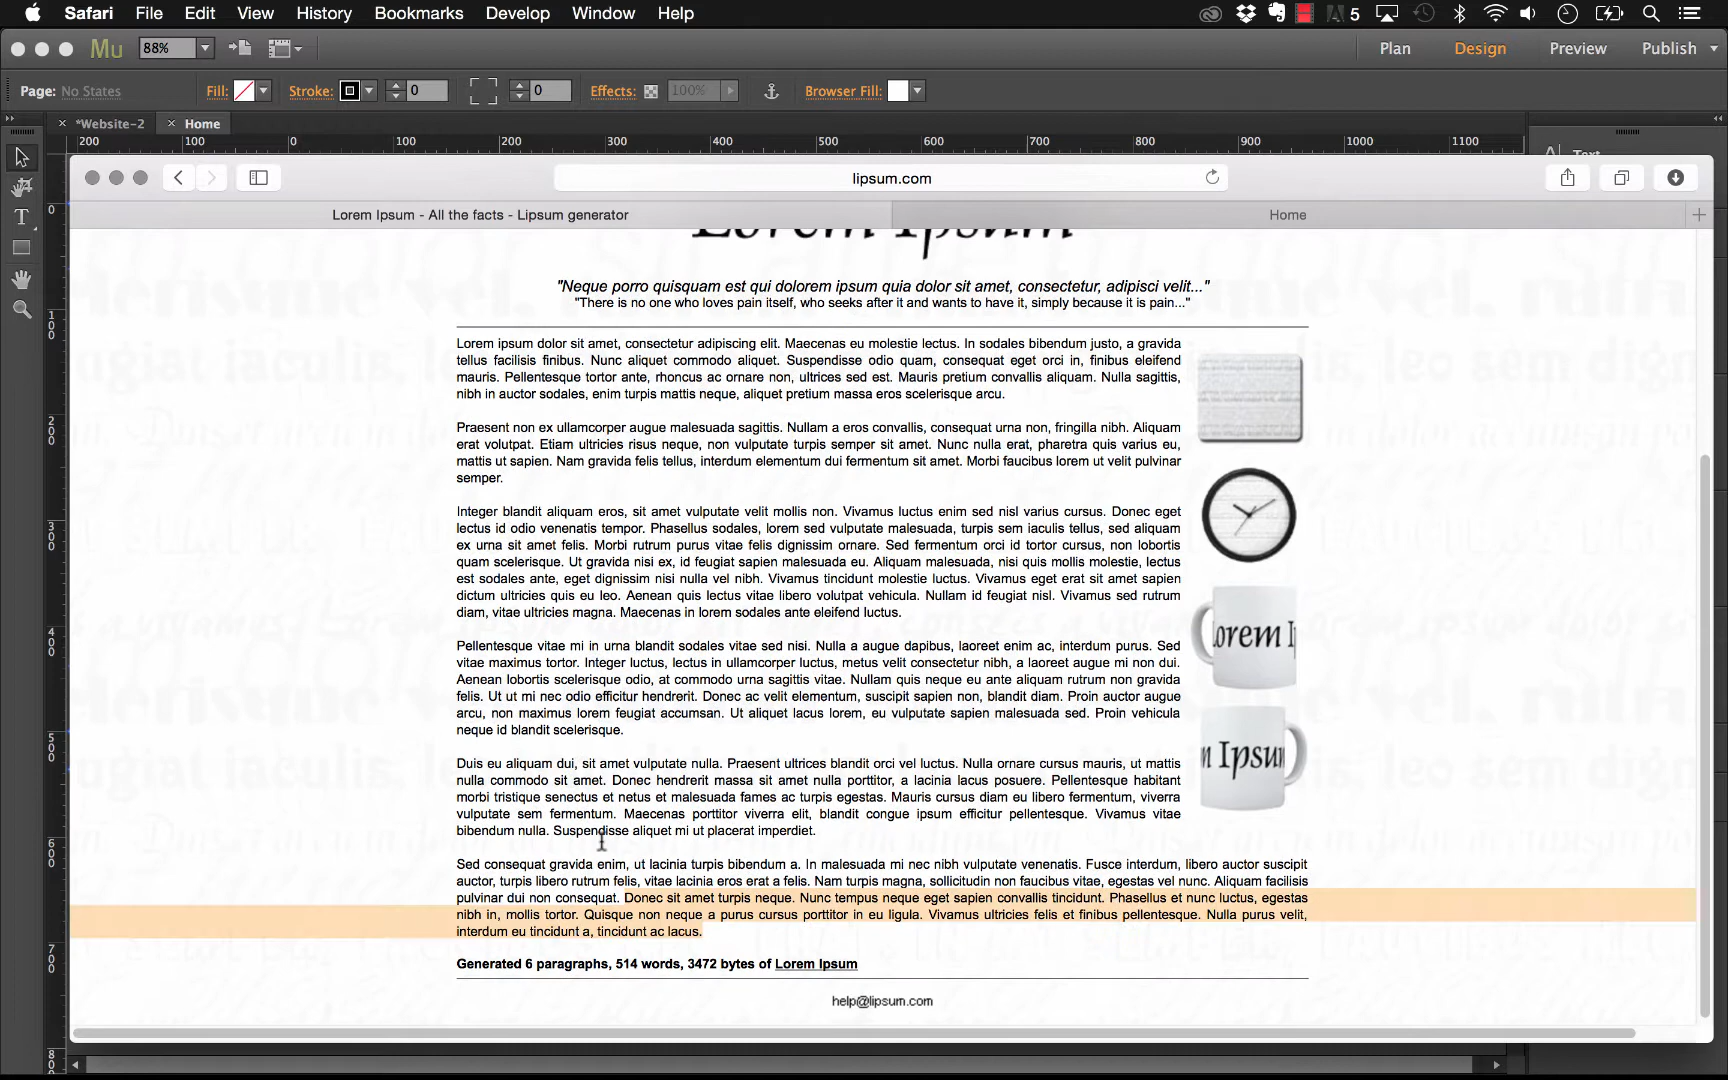 Safari File Edit View History Bookmarks Develop Window Help 5
Mu 88% Plan Design Preview Publish
Page: No States Fill: Stroke: 0 0 Effects: 100% Browser Fill:
*Website-2 Home
200 100 0 100 200 300 400 500 600 700 800 900 1000 1100
Text
lipsum.com
Lorem Ipsum - All the facts - Lipsum generator Home
Lorem Ipsum
"Neque porro quisquam est qui dolorem ipsum quia dolor sit amet, consectetur, adipisci velit..."
"There is no one who loves pain itself, who seeks after it and wants to have it, simply because it is pain..."
Lorem ipsum dolor sit amet, consectetur adipiscing elit. Maecenas eu molestie lectus. In sodales bibendum justo, a gravida
tellus facilisis finibus. Nunc aliquet commodo aliquet. Suspendisse odio quam, consequat eget orci in, finibus eleifend
mauris. Pellentesque tortor ante, rhoncus ac ornare non, ultrices sed est. Mauris pretium convallis aliquam. Nulla sagittis,
nibh in auctor sodales, enim turpis mattis neque, aliquet pretium massa eros scelerisque arcu.
Praesent non ex ullamcorper augue malesuada sagittis. Nullam a eros convallis, consequat urna non, fringilla nibh. Aliquam
erat volutpat. Etiam ultricies risus neque, non vulputate turpis semper sit amet. Nunc nulla erat, pharetra quis varius eu,
mattis ut sapien. Nam gravida felis tellus, interdum elementum dui fermentum sit amet. Morbi faucibus lorem ut velit pulvinar
semper.
Integer blandit aliquam eros, sit amet vulputate velit mollis non. Vivamus luctus enim sed nisl varius cursus. Donec eget
lectus id odio venenatis tempor. Phasellus sodales, lorem sed vulputate malesuada, turpis sem iaculis tellus, sed aliquam
ex urna sit amet felis. Morbi rutrum purus vitae felis dignissim ornare. Sed fermentum orci id tortor cursus, non lobortis
quam scelerisque. Ut gravida nisi ex, id feugiat sapien malesuada eu. Aliquam malesuada, nisi quis mollis molestie, lectus
est sodales ante, eget dignissim nisi nulla vel nibh. Vivamus tincidunt molestie luctus. Vivamus eget erat sit amet sapien
dictum ultricies quis eu leo. Aenean quis lectus vitae libero volutpat vehicula. Nullam id feugiat nisl. Vivamus sed rutrum
diam, vitae ultricies magna. Maecenas in lorem sodales ante eleifend luctus.
Pellentesque vitae mi in urna blandit sodales vitae sed nisi. Nulla a augue dapibus, laoreet enim ac, interdum purus. Sed
vitae maximus tortor. Integer luctus, lectus in ullamcorper luctus, metus velit consectetur nibh, a laoreet augue mi non dui.
Aenean lobortis scelerisque odio, at commodo urna sagittis vitae. Nullam quis neque eu ante aliquam rutrum non gravida
felis. Ut ut mi nec odio efficitur hendrerit. Donec ac velit elementum, suscipit sapien non, blandit diam. Proin auctor augue
arcu, non maximus lorem feugiat accumsan. Ut aliquet lacus lorem, eu vulputate sapien malesuada sed. Proin vehicula
neque id blandit scelerisque.
Duis eu aliquam dui, sit amet vulputate nulla. Praesent ultrices blandit orci vel luctus. Nulla ornare cursus mauris, ut mattis
nulla commodo sit amet. Donec hendrerit massa sit amet nulla porttitor, a lacinia lacus posuere. Pellentesque habitant
morbi tristique senectus et netus et malesuada fames ac turpis egestas. Mauris cursus diam eu libero fermentum, viverra
vulputate sem fermentum. Maecenas porttitor viverra elit, blandit congue ipsum efficitur pellentesque. Vivamus vitae
bibendum nulla. Suspendisse aliquet mi ut placerat imperdiet.
Sed consequat gravida enim, ut lacinia turpis bibendum a. In malesuada mi nec nibh vulputate venenatis. Fusce interdum, libero auctor suscipit
auctor, turpis libero rutrum felis, vitae lacinia eros erat a felis. Nam turpis magna, sollicitudin non faucibus vitae, egestas vel nunc. Aliquam facilisis
pulvinar dui non consequat. Donec sit amet turpis neque. Nunc tempus neque eget sapien convallis tincidunt. Phasellus et nunc luctus, egestas
nibh in, mollis tortor. Quisque non neque a purus cursus porttitor in eu ligula. Vivamus ultricies felis et finibus pellentesque. Nulla purus velit,
interdum eu tincidunt a, tincidunt ac lacus.
Generated 6 paragraphs, 514 words, 3472 bytes of Lorem Ipsum
help@lipsum.com
Lorem I
m Ipsum
0
100
200
300
400
500
600
700